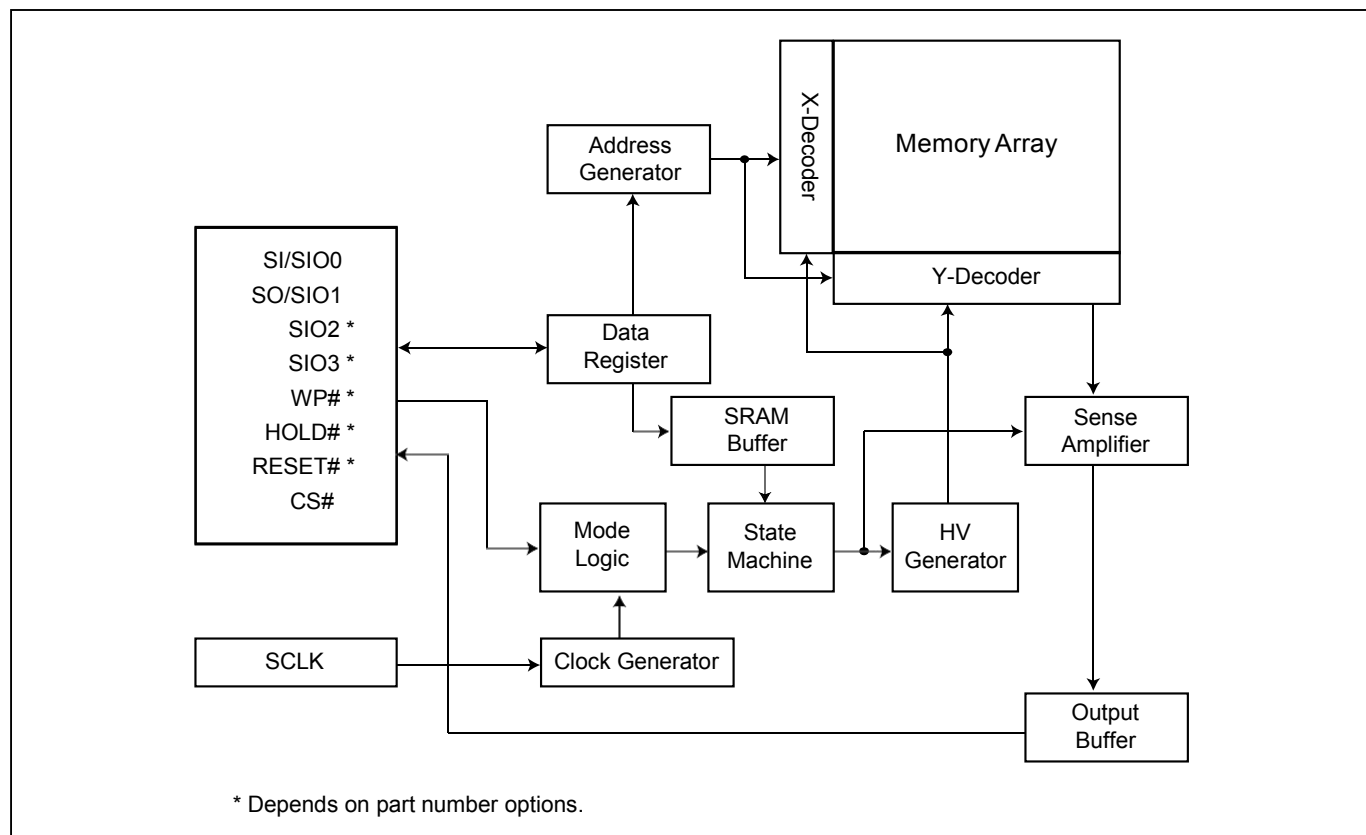 X-Decoder
Memory Array
Address
Generator
Y-Decoder
SI/SIO0
SO/SIO1
SIO2 *
SIO3 *
WP# *
HOLD# *
RESET# *
CS#
Data
Register
SRAM
Buffer
Sense
Amplifier
Mode
Logic
State
Machine
HV
Generator
SCLK
Clock Generator
Output
Buffer
* Depends on part number options.